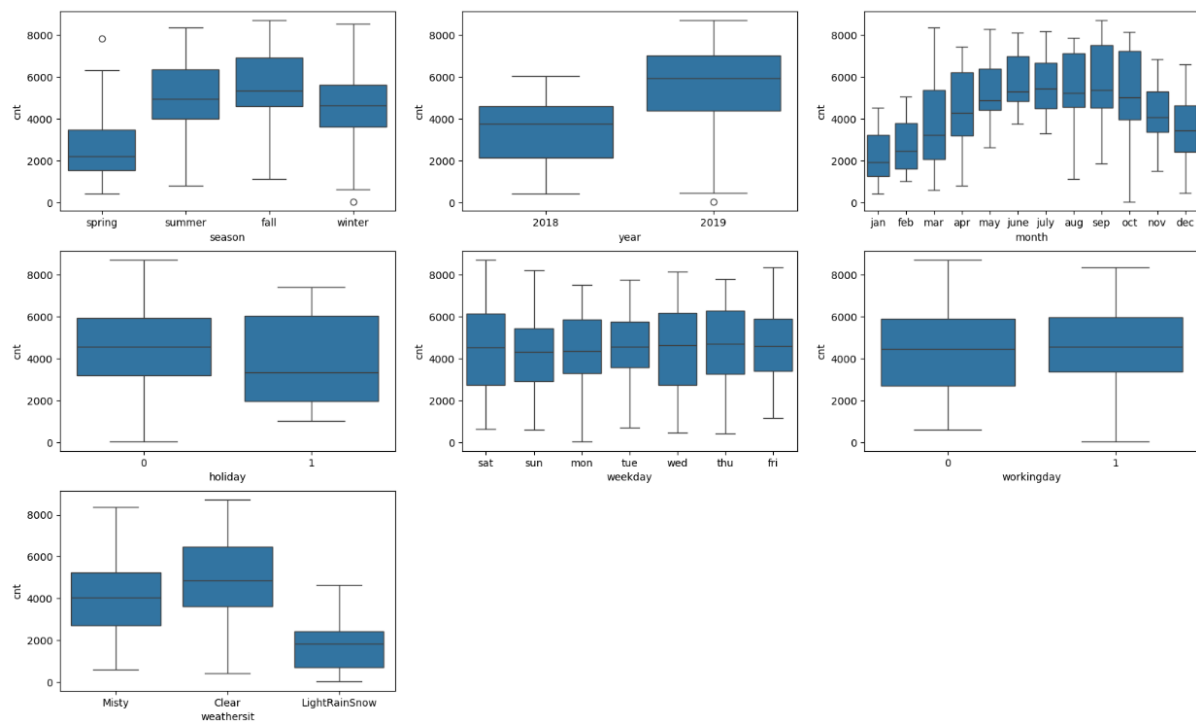 8000
6000
4000
2000
0
cnt
spring summer fall winter
season
8000
6000
4000
2000
0
cnt
2018 2019
year
8000
6000
4000
2000
0
cnt
jan feb mar apr may june july aug sep oct nov dec
month
8000
6000
4000
2000
0
cnt
0 1
holiday
8000
6000
4000
2000
0
cnt
sat sun mon tue wed thu fri
weekday
8000
6000
4000
2000
0
cnt
0 1
workingday
8000
6000
4000
2000
0
cnt
Misty Clear LightRainSnow
weathersit